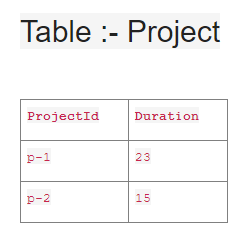 Table :- Project
ProjectId Duration
p-1 23
p-2 15